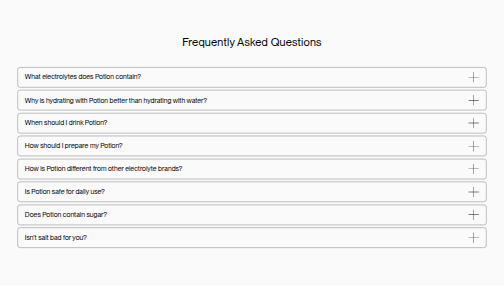 Frequently Asked Questions
What electrolytes does Potion contain?
Why is hydrating with Potion better than hydrating with water?
When should I drink Potion?
How should I prepare my Potion?
How is Potion different from other electrolyte brands?
Is Potion safe for daily use?
Does Potion contain sugar?
Isn't salt bad for you?